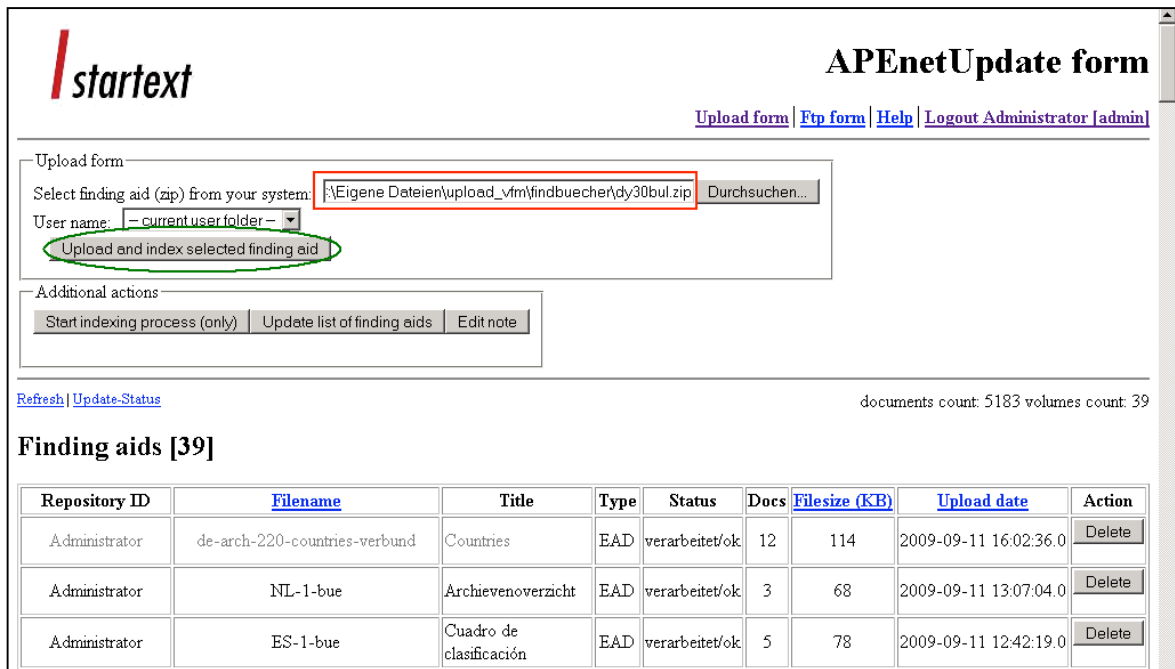 startext
APEnetUpdate form
Upload form | Ftp form | Help | Logout Administrator [admin]
Upload form
Select finding aid (zip) from your system: :\Eigene Dateien\upload_vfm\findbuecher\dy30bul.zip Durchsuchen...
User name: -- current user folder --
Upload and index selected finding aid
Additional actions
Start indexing process (only) Update list of finding aids Edit note
Refresh | Update-Status documents count: 5183 volumes count: 39
Finding aids [39]
Repository ID Filename Title Type Status Docs Filesize (KB) Upload date Action
Administrator de-arch-220-countries-verbund Countries EAD verarbeitet/ok 12 114 2009-09-11 16:02:36.0 Delete
Administrator NL-1-bue Archievenoverzicht EAD verarbeitet/ok 3 68 2009-09-11 13:07:04.0 Delete
Administrator ES-1-bue Cuadro de clasificación EAD verarbeitet/ok 5 78 2009-09-11 12:42:19.0 Delete